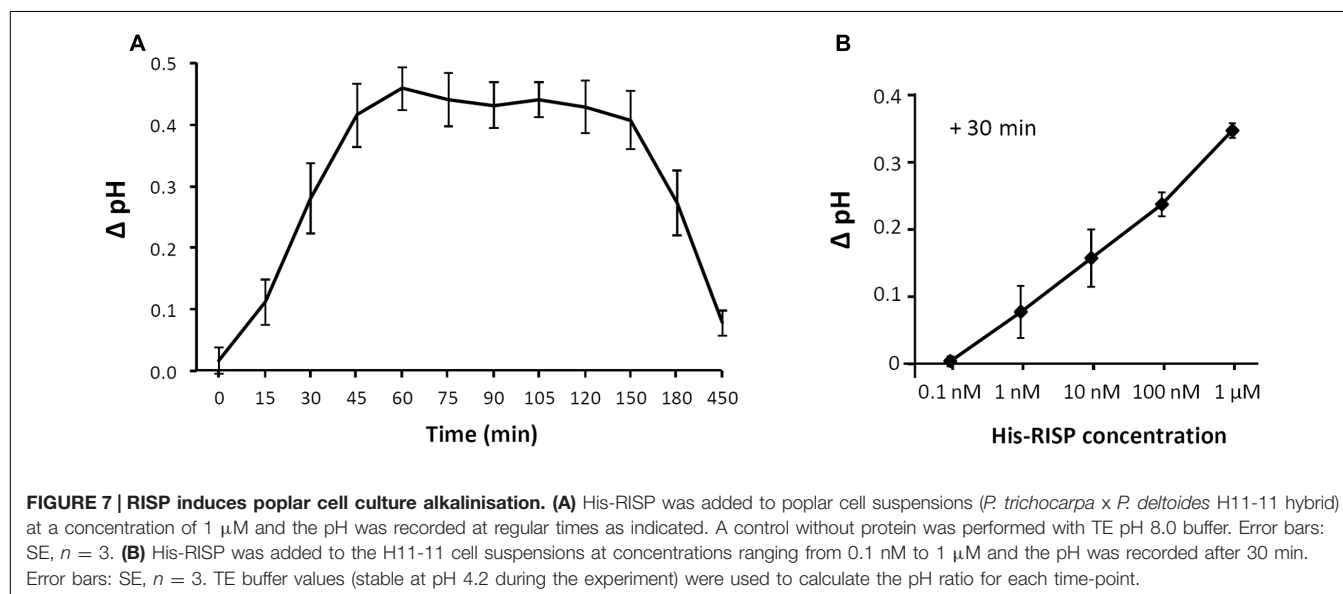 A
0.5
0.4
0.3
0.2
0.1
0.0
Δ pH
0 15 30 45 60 75 90 105 120 150 180 450
Time (min)
B
0.4
0.3
0.2
0.1
0
Δ pH
+ 30 min
0.1 nM 1 nM 10 nM 100 nM 1 µM
His-RISP concentration
FIGURE 7 | RISP induces poplar cell culture alkalinisation. (A) His-RISP was added to poplar cell suspensions (P. trichocarpa x P. deltoides H11-11 hybrid)
at a concentration of 1 µM and the pH was recorded at regular times as indicated. A control without protein was performed with TE pH 8.0 buffer. Error bars:
SE, n = 3. (B) His-RISP was added to the H11-11 cell suspensions at concentrations ranging from 0.1 nM to 1 µM and the pH was recorded after 30 min.
Error bars: SE, n = 3. TE buffer values (stable at pH 4.2 during the experiment) were used to calculate the pH ratio for each time-point.